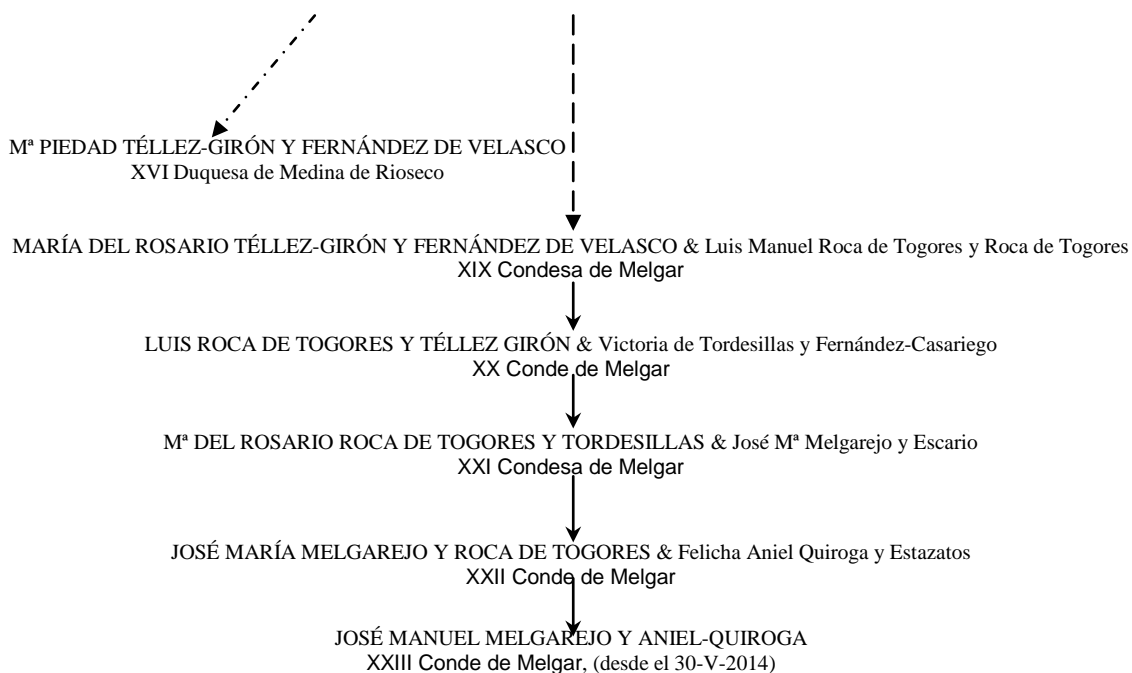 Mª PIEDAD TÉLLEZ-GIRÓN Y FERNÁNDEZ DE VELASCO
XVI Duquesa de Medina de Rioseco
MARÍA DEL ROSARIO TÉLLEZ-GIRÓN Y FERNÁNDEZ DE VELASCO & Luis Manuel Roca de Togores y Roca de Togores
XIX Condesa de Melgar
LUIS ROCA DE TOGORES Y TÉLLEZ GIRÓN & Victoria de Tordesillas y Fernández-Casariego
XX Conde de Melgar
Mª DEL ROSARIO ROCA DE TOGORES Y TORDESILLAS & José Mª Melgarejo y Escario
XXI Condesa de Melgar
JOSÉ MARÍA MELGAREJO Y ROCA DE TOGORES & Felicha Aniel Quiroga y Estazatos
XXII Conde de Melgar
JOSÉ MANUEL MELGAREJO Y ANIEL-QUIROGA
XXIII Conde de Melgar, (desde el 30-V-2014)